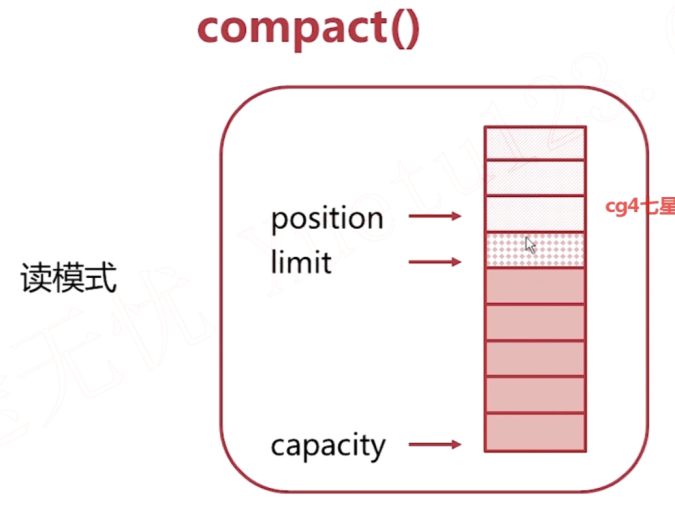 compact()
position
cg4七星
limit
读模式
capacity